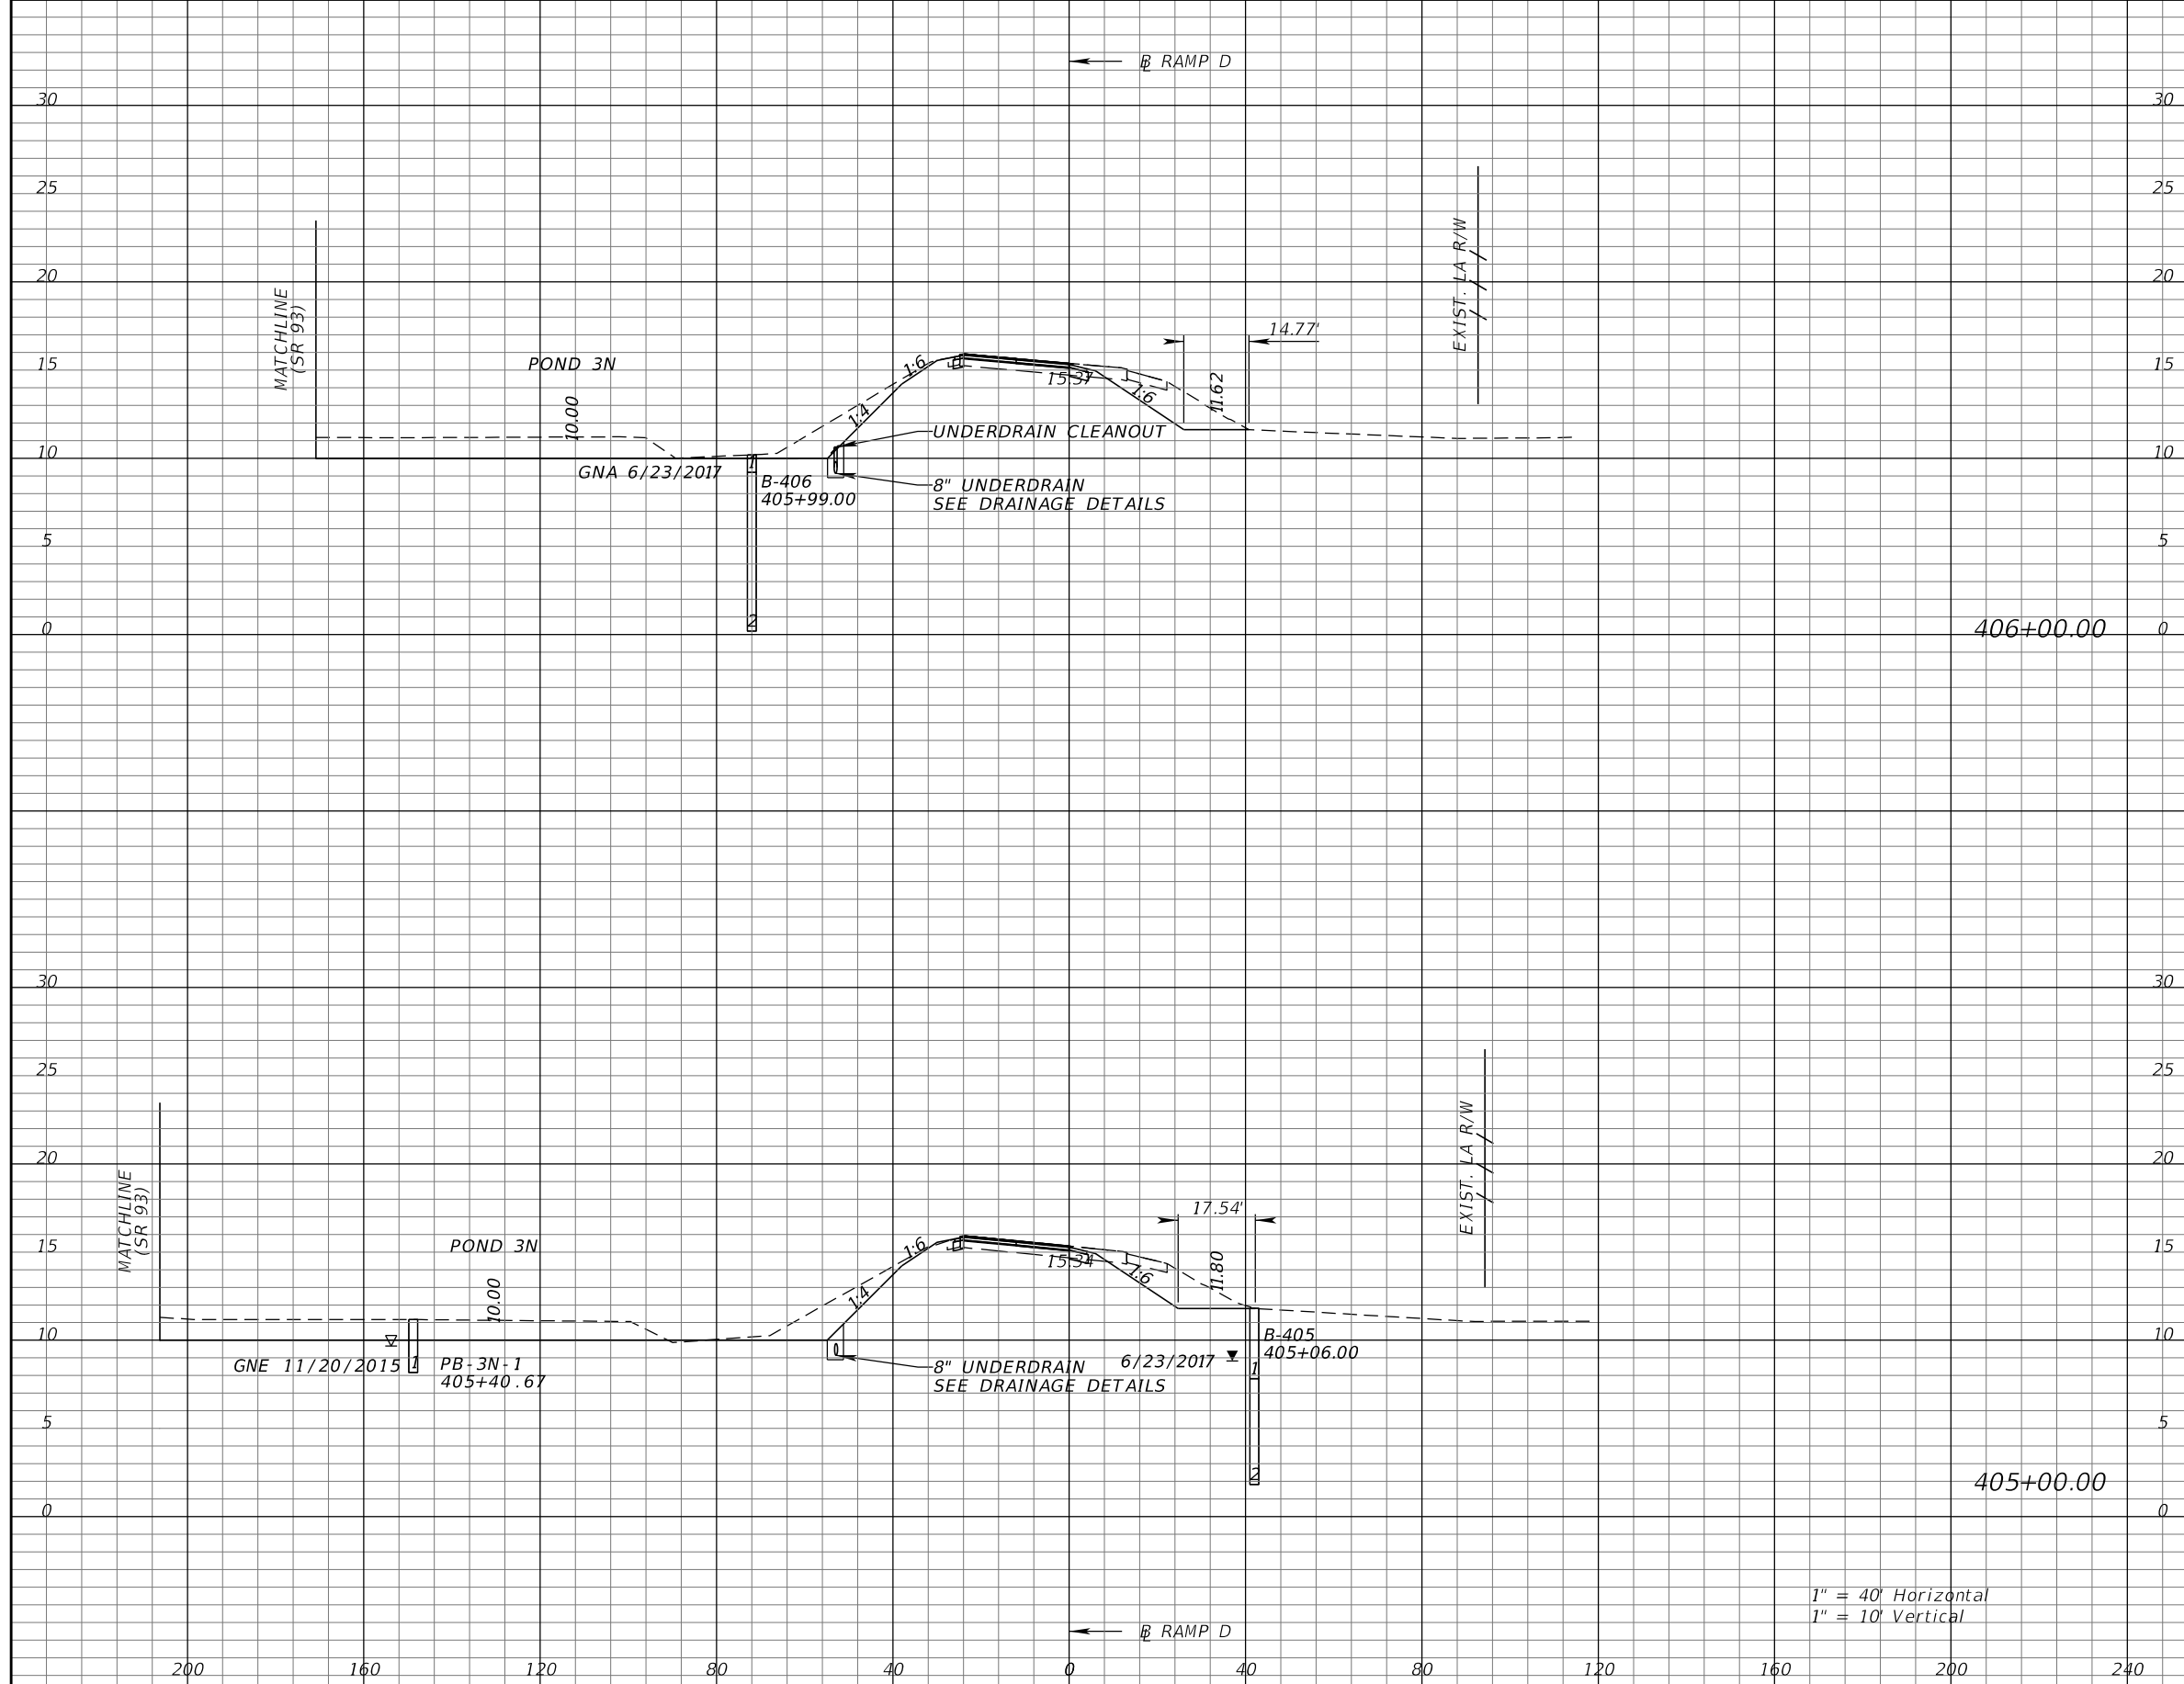 B RAMP D
30 30
25 25
20 20
15 15
10 10
5 5
0 0
MATCHLINE
(SR 93)
POND 3N
10.00
GNA 6/23/2017
1
2
B-406
405+99.00
1:4
1:6
UNDERDRAIN CLEANOUT
8" UNDERDRAIN
SEE DRAINAGE DETAILS
15.37
1:6
14.77'
11.62
EXIST. LA R/W
406+00.00
30 30
25 25
20 20
15 15
10 10
5 5
0 0
MATCHLINE
(SR 93)
POND 3N
10.00
GNE 11/20/2015
1
PB-3N-1
405+40.67
1:4
1:6
8" UNDERDRAIN
SEE DRAINAGE DETAILS
15.34
1:6
17.54'
11.80
6/23/2017
1
2
B-405
405+06.00
EXIST. LA R/W
405+00.00
1" = 40' Horizontal
1" = 10' Vertical
B RAMP D
200 160 120 80 40 0 40 80 120 160 200 240